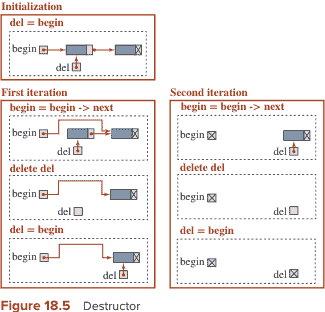 Initialization
del = begin
begin
del
First iteration
begin = begin -> next
begin
del
delete del
begin
del
del = begin
begin
del
Second iteration
begin = begin -> next
begin
del
delete del
begin
del
del = begin
begin
del
Figure 18.5 Destructor